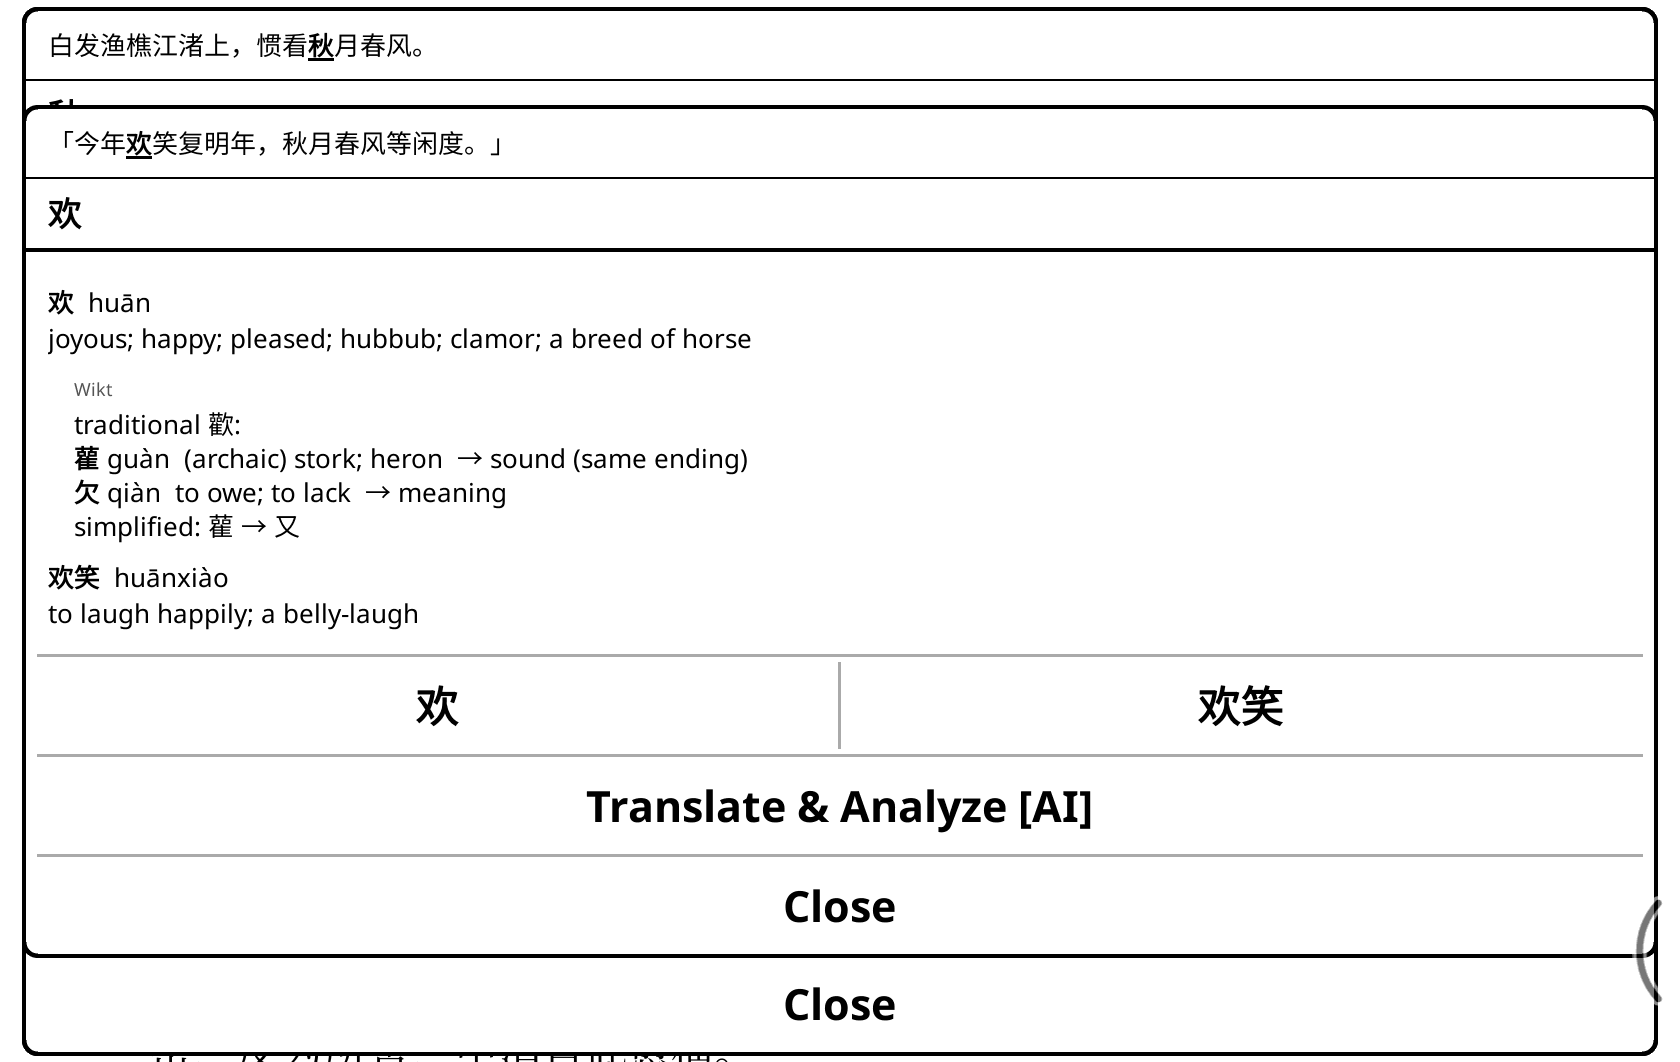 白发渔樵江渚上，惯看秋月春风。
「今年欢笑复明年，秋月春风等闲度。」
欢
欢 huān
joyous; happy; pleased; hubbub; clamor; a breed of horse
Wikt
traditional 歡:
雚 guàn (archaic) stork; heron → sound (same ending)
欠 qiàn to owe; to lack → meaning
simplified: 雚 → 又
欢笑 huānxiào
to laugh happily; a belly-laugh
欢 欢笑
Translate & Analyze [AI]
Close
Close